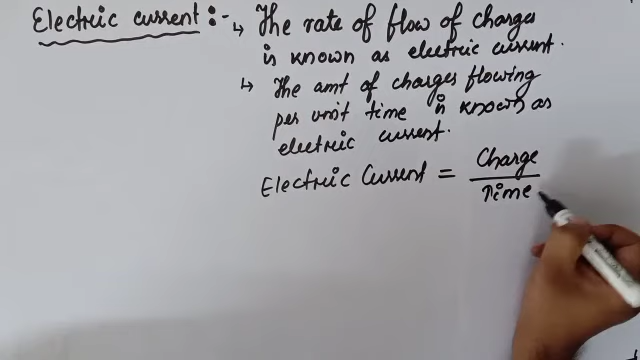 Electric current :- ↳ The rate of flow of charges
is known as electric current.
↳ The amt of charges flowing
per unit time is known as
electric current.
Electric Current = Charge
Time